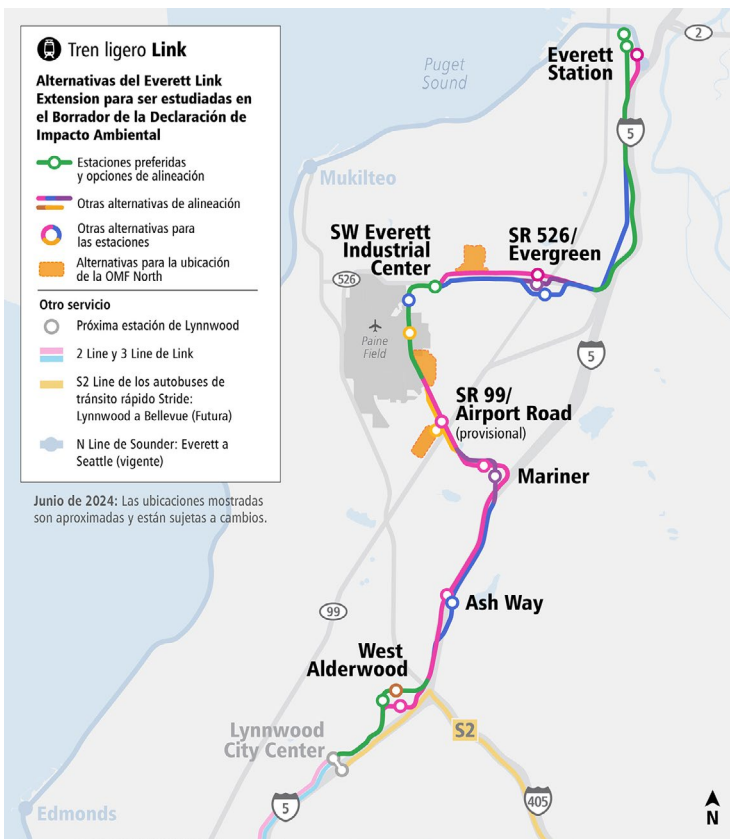 Tren ligero Link
Alternativas del Everett Link
Extension para ser estudiadas en
el Borrador de la Declaración de
Impacto Ambiental
Estaciones preferidas
y opciones de alineación
Otras alternativas de alineación
Otras alternativas para
las estaciones
Alternativas para la ubicación
de la OMF North
Otro servicio
Próxima estación de Lynnwood
2 Line y 3 Line de Link
S2 Line de los autobuses de
tránsito rápido Stride:
Lynnwood a Bellevue (Futura)
N Line de Sounder: Everett a
Seattle (vigente)
Junio de 2024: Las ubicaciones mostradas
son aproximadas y están sujetas a cambios.
Puget
Sound
Everett
Station
2
5
Mukilteo
SW Everett
Industrial
Center
SR 526/
Evergreen
526
Paine
Field
5
SR 99/
Airport Road
(provisional)
Mariner
99
Ash Way
West
Alderwood
Lynnwood
City Center
S2
5
405
Edmonds
N